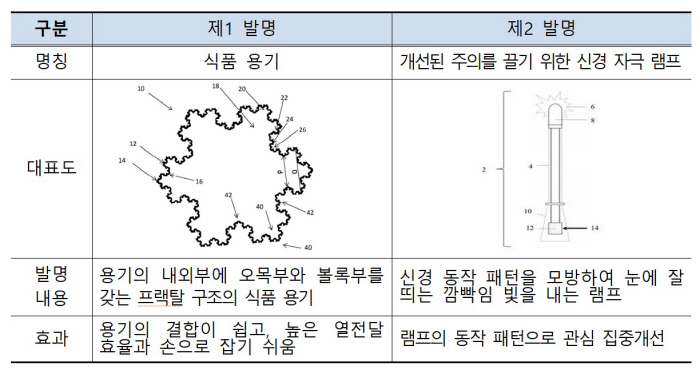 구분 제1 발명 제2 발명
명칭 식품 용기 개선된 주의를 끌기 위한 신경 자극 램프
대표도
10
18
20
22
24
26
12
14
16
P
D
42
40
42
40
2
4
6
8
10
12
14
발명
내용
용기의 내외부에 오목부와 볼록부를
갖는 프랙탈 구조의 식품 용기
신경 동작 패턴을 모방하여 눈에 잘
띄는 깜빡임 빛을 내는 램프
효과
용기의 결합이 쉽고, 높은 열전달
효율과 손으로 잡기 쉬움
램프의 동작 패턴으로 관심 집중개선